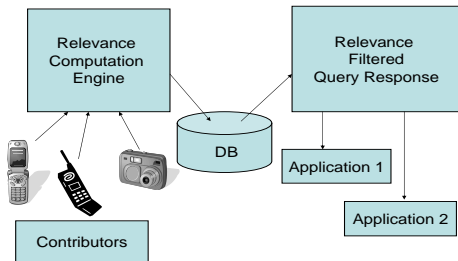 Relevance
Computation
Engine
Relevance
Filtered
Query Response
DB
Application 1
Application 2
Contributors